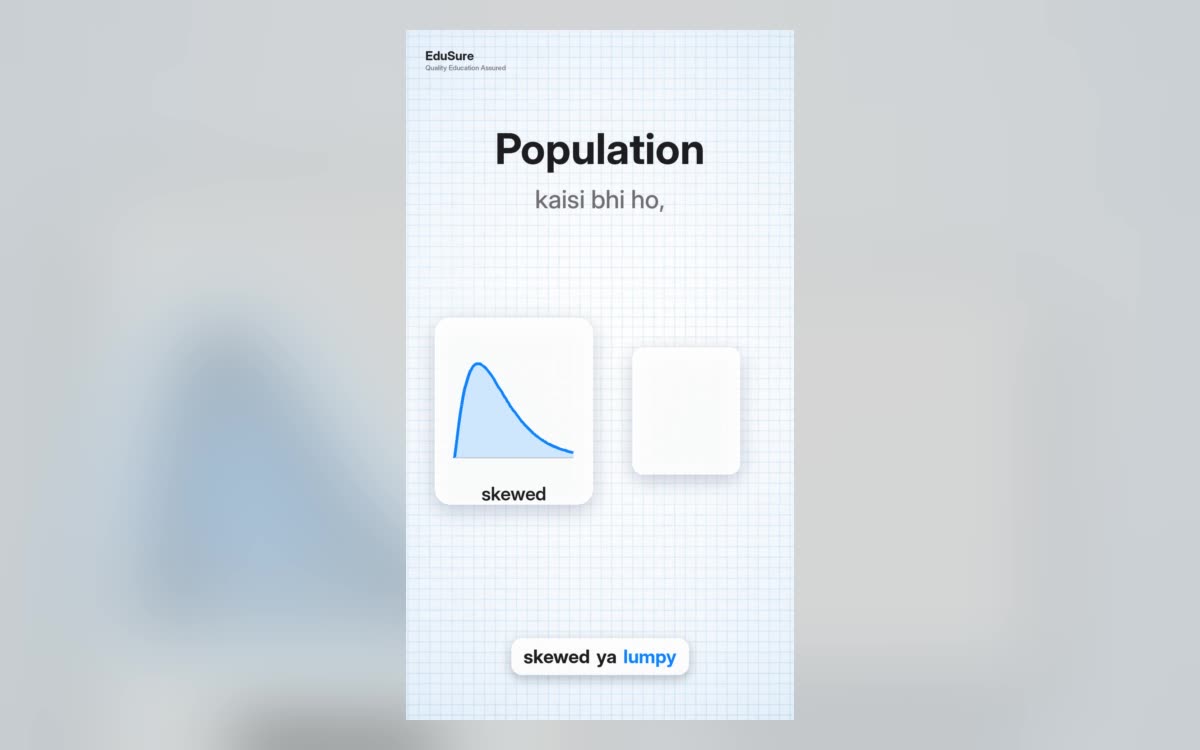 EduSure
Quality Education Assured
Population
kaisi bhi ho,
skewed
skewed ya lumpy